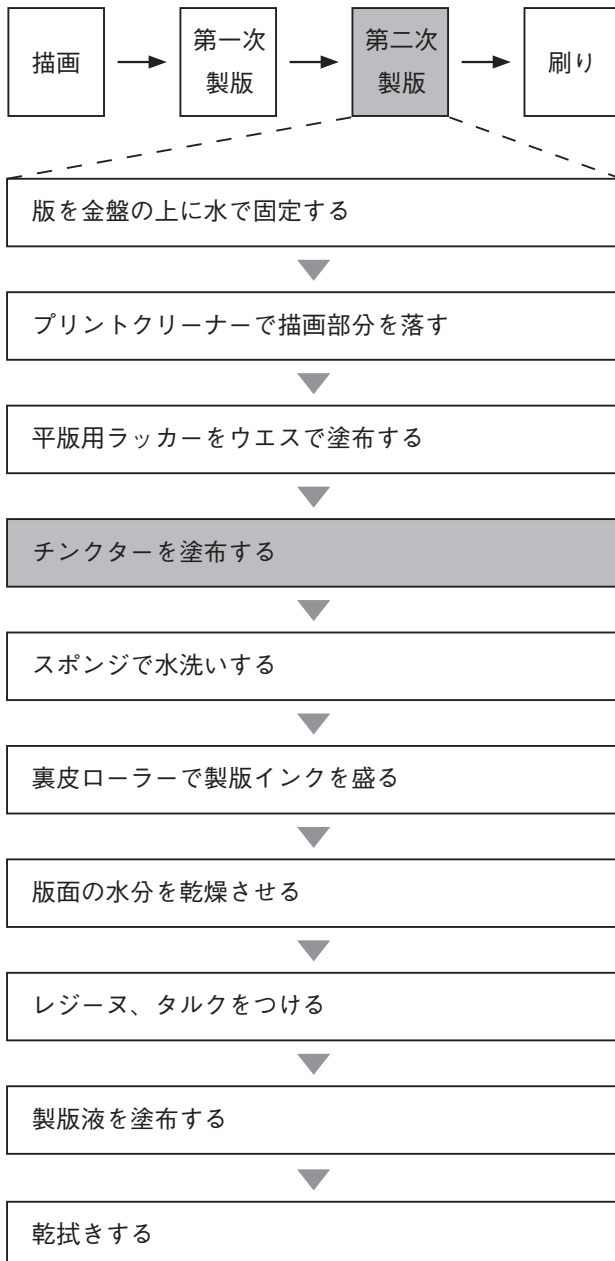 描画
第一次
製版
第二次
製版
刷り
版を金盤の上に水で固定する
プリントクリーナーで描画部分を落す
平版用ラッカーをウエスで塗布する
チンクターを塗布する
スポンジで水洗いする
裏皮ローラーで製版インクを盛る
版面の水分を乾燥させる
レジーヌ、タルクをつける
製版液を塗布する
乾拭きする